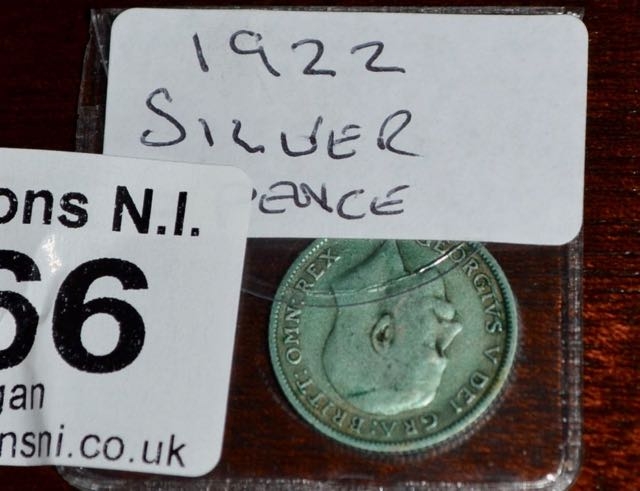 1922
SILVER
PENCE
ons N.I.
66
gan
nsni.co.uk
GEORGIVS V DEI GRA: BRITT: OMN: REX